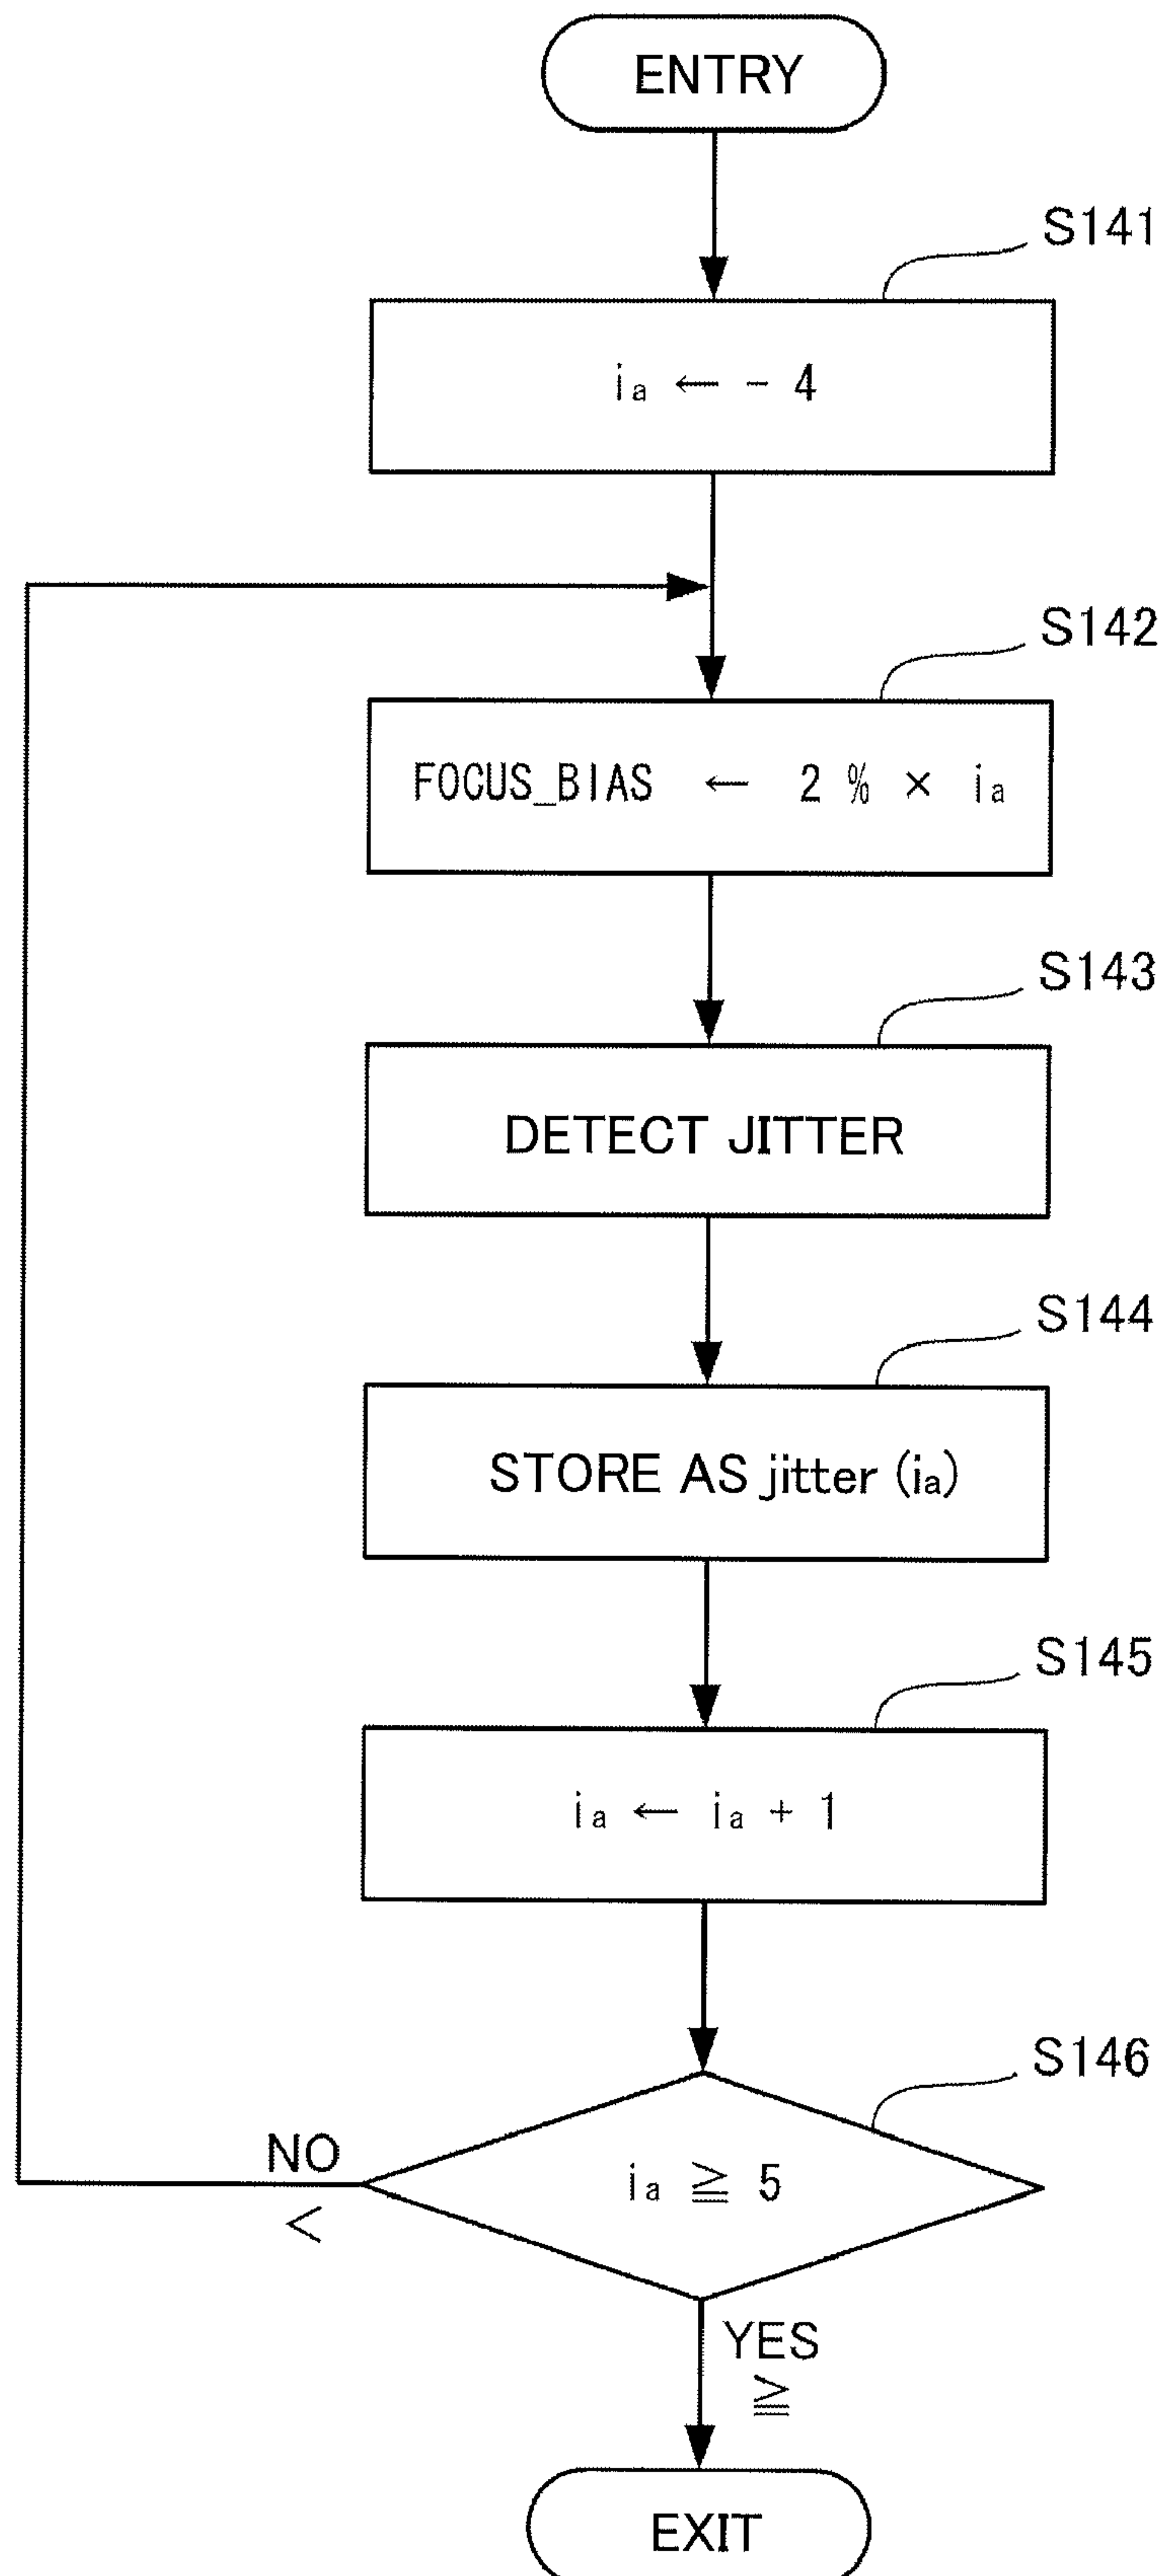 ENTRY
S141
iₐ ← - 4
S142
FOCUS_BIAS ← 2 % × iₐ
S143
DETECT JITTER
S144
STORE AS jitter (iₐ)
S145
iₐ ← iₐ + 1
S146
NO
<
iₐ ≧ 5
YES
≧
EXIT